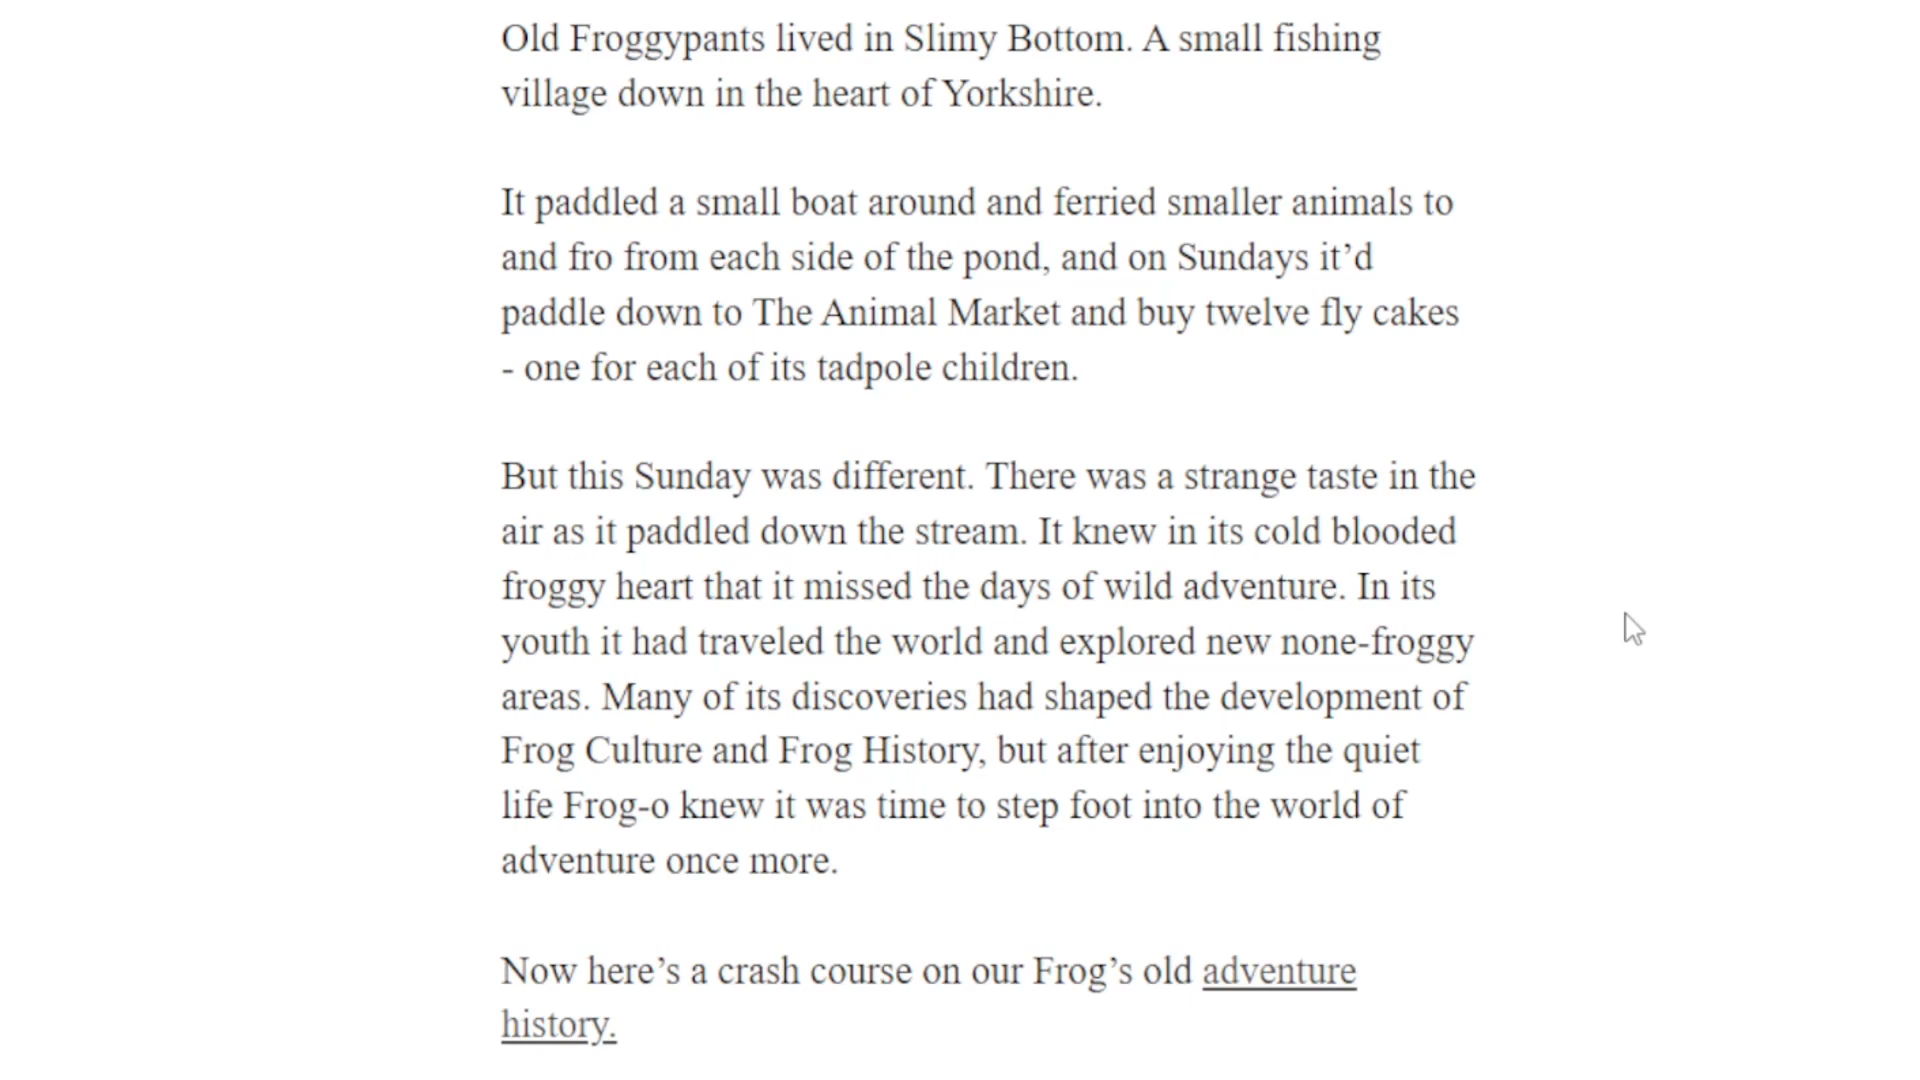 Old Froggypants lived in Slimy Bottom. A small fishing
village down in the heart of Yorkshire.
It paddled a small boat around and ferried smaller animals to
and fro from each side of the pond, and on Sundays it’d
paddle down to The Animal Market and buy twelve fly cakes
- one for each of its tadpole children.
But this Sunday was different. There was a strange taste in the
air as it paddled down the stream. It knew in its cold blooded
froggy heart that it missed the days of wild adventure. In its
youth it had traveled the world and explored new none-froggy
areas. Many of its discoveries had shaped the development of
Frog Culture and Frog History, but after enjoying the quiet
life Frog-o knew it was time to step foot into the world of
adventure once more.
Now here’s a crash course on our Frog’s old adventure
history.